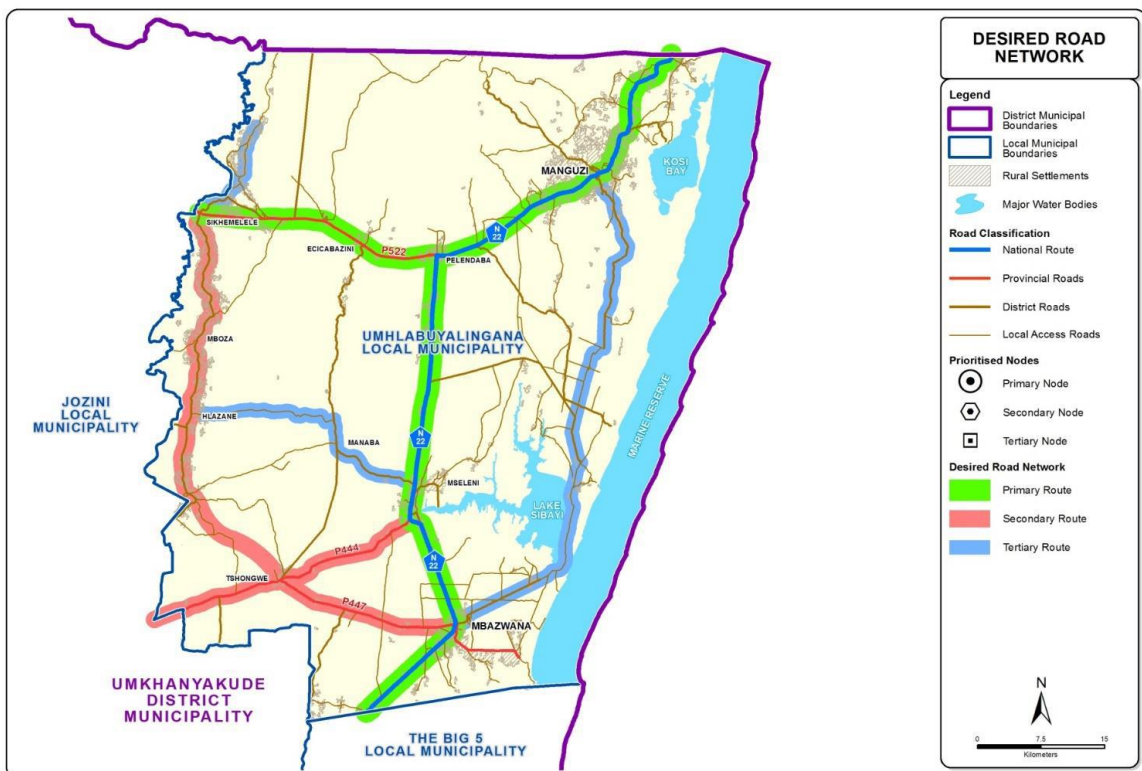 MANGUZI
KOSI
BAY
SIKHEMELELE
ECICABAZINI
P522
N
22
PELENDABA
MBOZA
UMHLABUYALINGANA
LOCAL MUNICIPALITY
JOZINI
LOCAL
MUNICIPALITY
HLAZANE
MANABA
N
22
MSELENI
LAKE
SIBAYI
MARINE RESERVE
P444
N
22
TSHONGWE
P447
MBAZWANA
UMKHANYAKUDE
DISTRICT
MUNICIPALITY
THE BIG 5
LOCAL MUNICIPALITY
DESIRED ROAD
NETWORK
Legend
District Municipal
Boundaries
Local Municipal
Boundaries
Rural Settlements
Major Water Bodies
Road Classification
National Route
Provincial Roads
District Roads
Local Access Roads
Prioritised Nodes
Primary Node
Secondary Node
Tertiary Node
Desired Road Network
Primary Route
Secondary Route
Tertiary Route
N
0 7.5 15
Kilometers